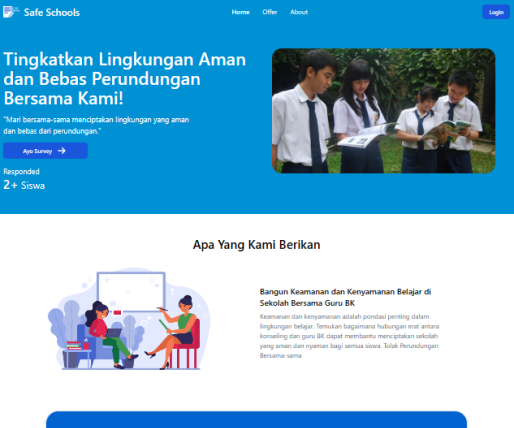 Safe Schools
Home Offer About
Login
Tingkatkan Lingkungan Aman
dan Bebas Perundungan
Bersama Kami!
"Mari bersama-sama menciptakan lingkungan yang aman
dan bebas dari perundungan."
Ayo Survey
Responded
2+ Siswa
Apa Yang Kami Berikan
Bangun Keamanan dan Kenyamanan Belajar di
Sekolah Bersama Guru BK
Keamanan dan kenyamanan adalah pondasi penting dalam
lingkungan belajar. Temukan bagaimana hubungan erat antara
konseling dan guru BK dapat membantu menciptakan sekolah
yang aman dan nyaman bagi semua siswa. Tolak Perundungan
Bersama-sama